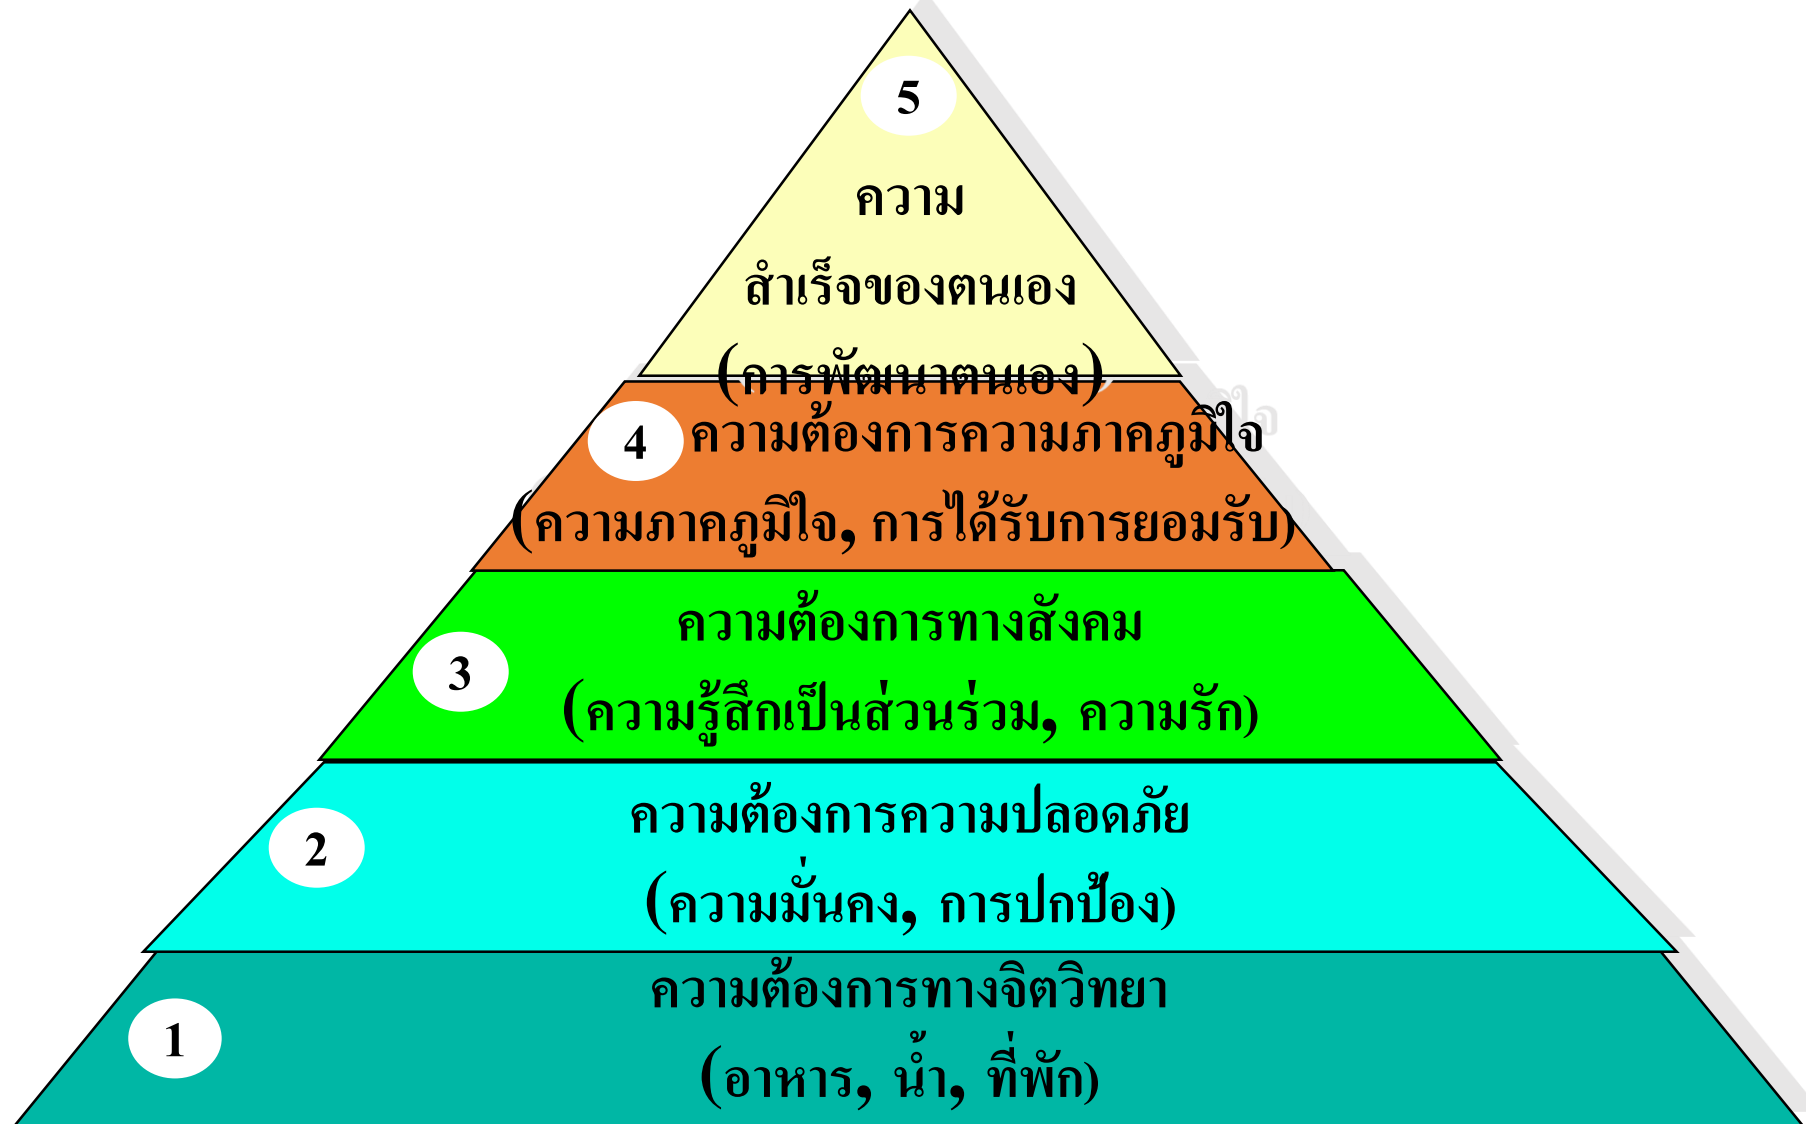 5
ความ
สำเร็จของตนเอง
(การพัฒนาตนเอง)
4 ความต้องการความภาคภูมิใจ
(ความภาคภูมิใจ, การได้รับการยอมรับ)
ความต้องการทางสังคม
3
(ความรู้สึกเป็นส่วนร่วม, ความรัก)
ความต้องการความปลอดภัย
2
(ความมั่นคง, การปกป้อง)
ความต้องการทางจิตวิทยา
1
(อาหาร, น้ำ, ที่พัก)